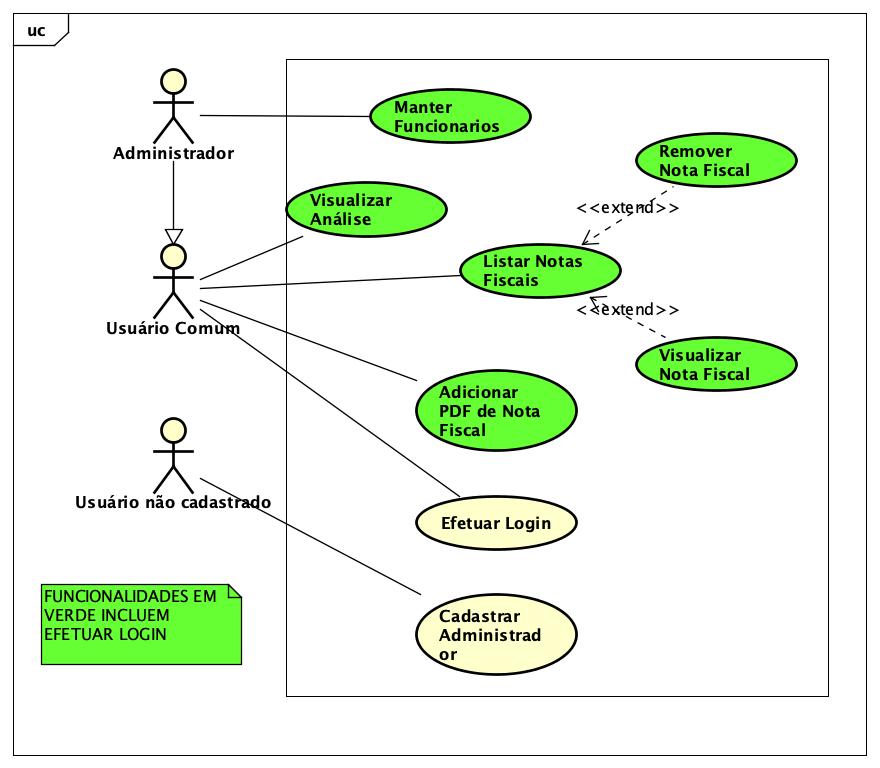 uc
Manter
Funcionarios
Administrador
Remover
Nota Fiscal
Visualizar
Análise
<<extend>>
Listar Notas
Fiscais
Usuário Comum
<<extend>>
Visualizar
Nota Fiscal
Adicionar
PDF de Nota
Fiscal
Usuário não cadastrado
Efetuar Login
FUNCIONALIDADES EM
VERDE INCLUEM
EFETUAR LOGIN
Cadastrar
Administrad
or